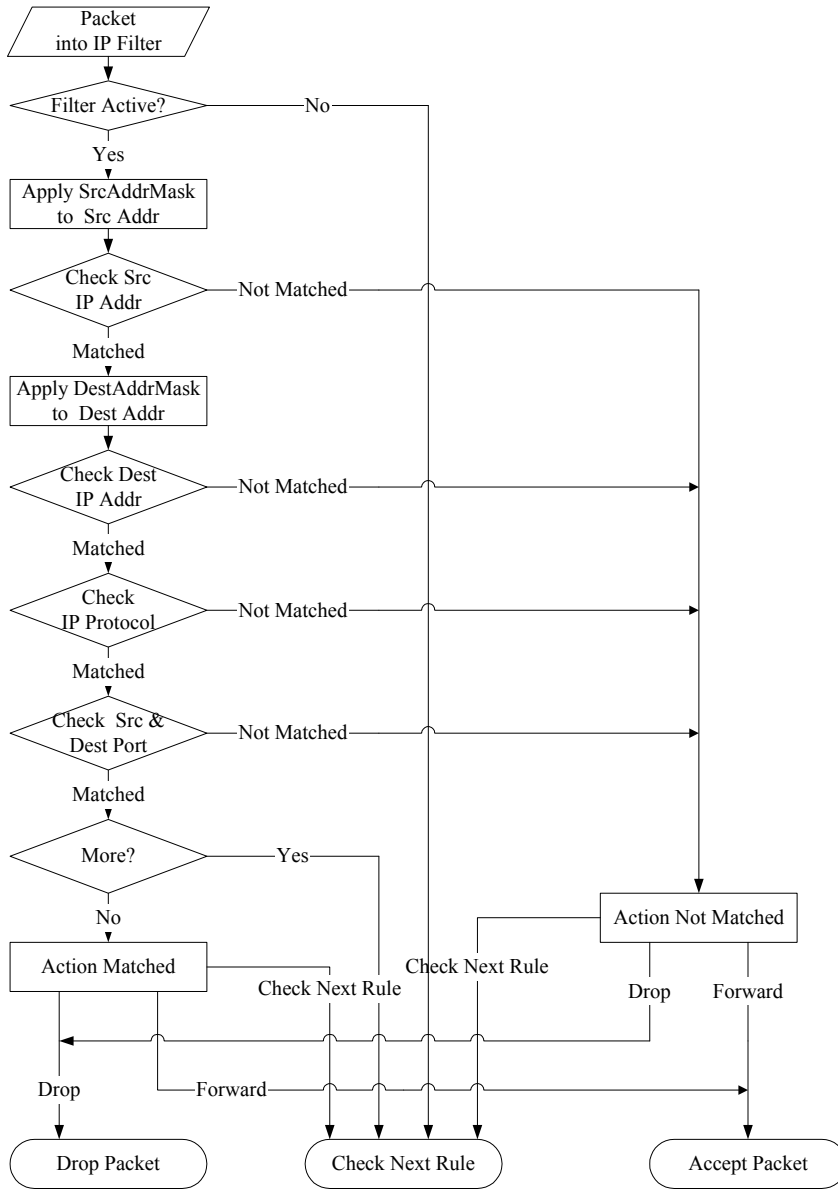 Packet
into IP Filter
Filter Active?
No
Yes
Apply SrcAddrMask
to Src Addr
Check Src
IP Addr
Not Matched
Matched
Apply DestAddrMask
to Dest Addr
Check Dest
IP Addr
Not Matched
Matched
Check
IP Protocol
Not Matched
Matched
Check Src &
Dest Port
Not Matched
Matched
More?
Yes
No
Action Not Matched
Action Matched
Check Next Rule
Check Next Rule
Drop
Forward
Drop
Forward
Drop Packet
Check Next Rule
Accept Packet